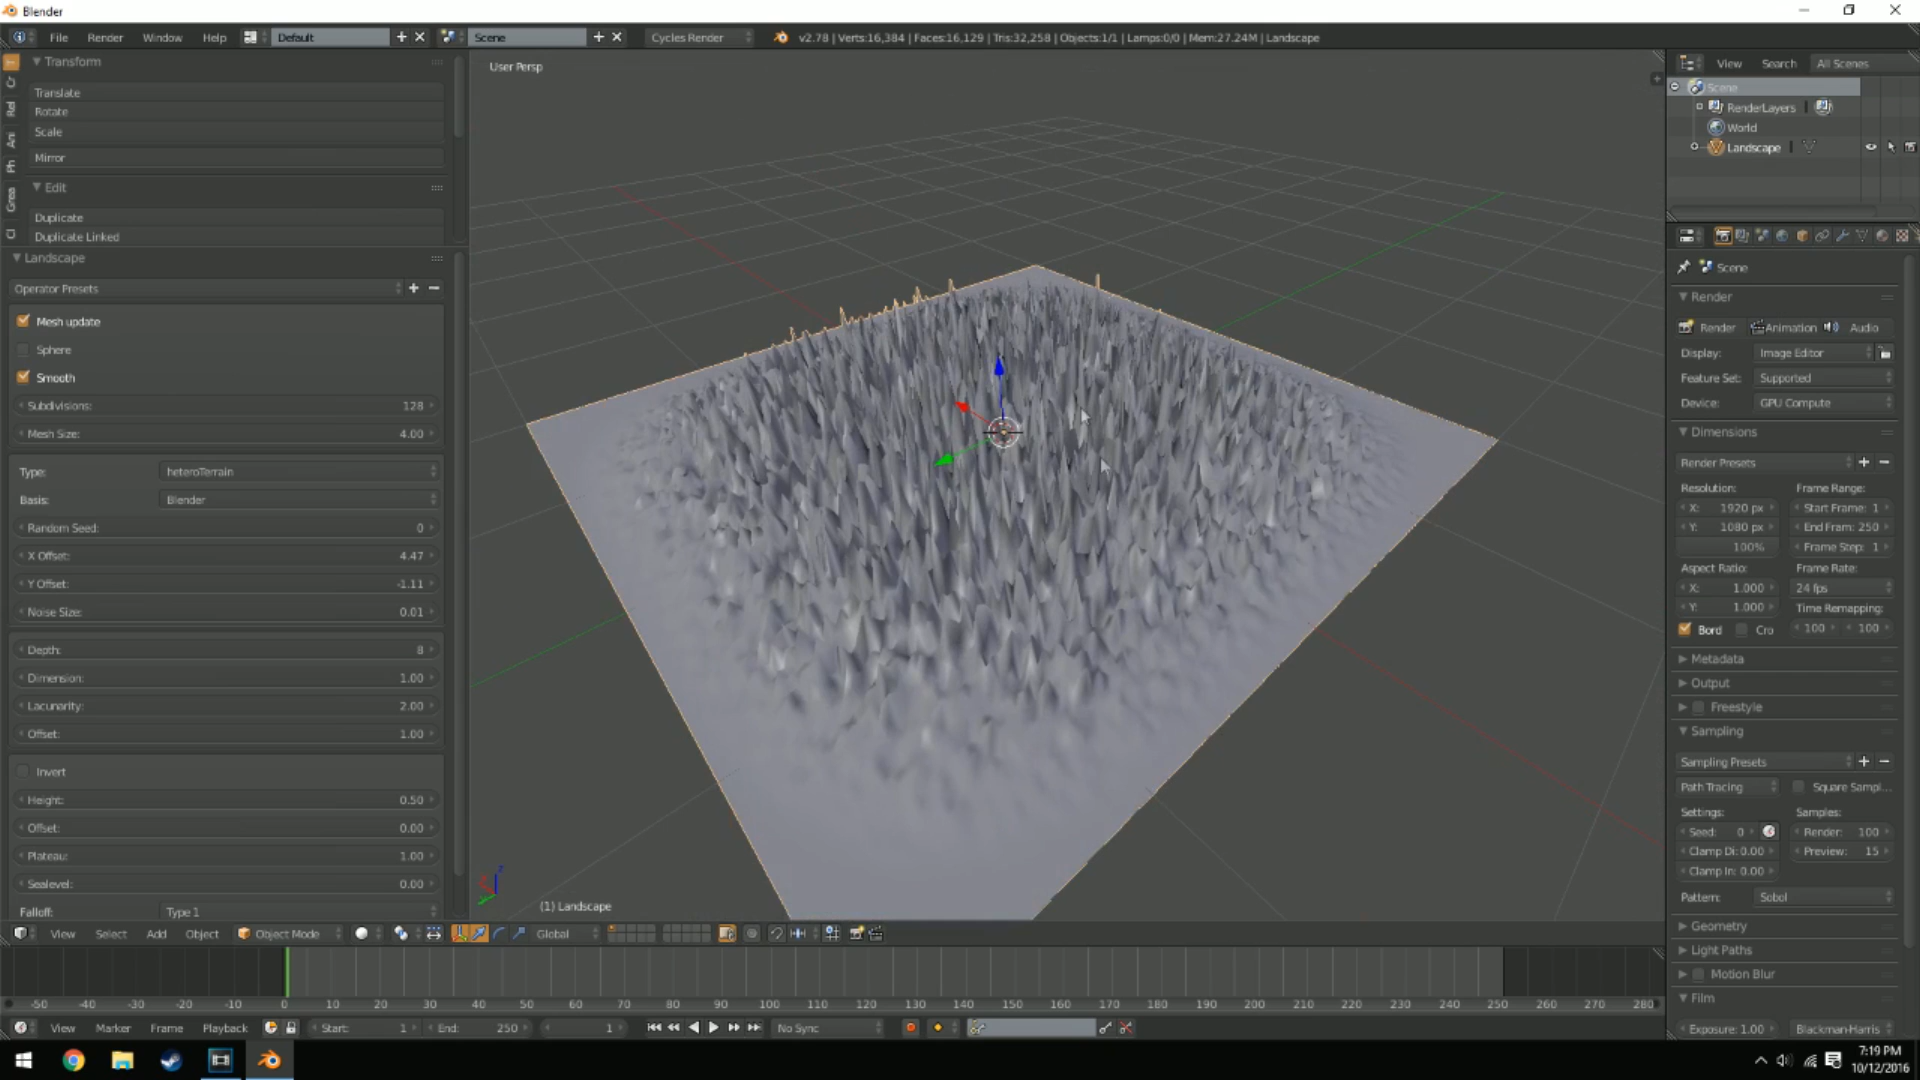 Blender
File Render Window Help Default Scene Cycles Render v2.78 | Verts:16,384 | Faces:16,129 | Tris:32,258 | Objects:1/1 | Lamps:0/0 | Mem:27.24M | Landscape
Transform
Translate
Rotate
Scale
Mirror
Edit
Duplicate
Duplicate Linked
Rel
Ani
Grea
Landscape
Operator Presets
Mesh update
Sphere
Smooth
Subdivisions: 128
Mesh Size: 4.00
Type: heteroTerrain
Basis: Blender
Random Seed: 0
X Offset: 4.47
Y Offset: -1.11
Noise Size: 0.01
Depth: 8
Dimension: 1.00
Lacunarity: 2.00
Offset: 1.00
Invert
Height: 0.50
Offset: 0.00
Plateau: 1.00
Sealevel: 0.00
Falloff: Type 1
User Persp
(1) Landscape
View Select Add Object Object Mode Global
-50 -40 -30 -20 -10 0 10 20 30 40 50 60 70 80 90 100 110 120 130 140 150 160 170 180 190 200 210 220 230 240 250 260 270 280
View Marker Frame Playback Start: 1 End: 250 1 No Sync
View Search All Scenes
Scene
RenderLayers
World
Landscape
Scene
Render
Render Animation Audio
Display: Image Editor
Feature Set: Supported
Device: GPU Compute
Dimensions
Render Presets
Resolution: Frame Range:
X: 1920 px Start Frame: 1
Y: 1080 px End Fram: 250
100% Frame Step: 1
Aspect Ratio: Frame Rate:
X: 1.000 24 fps
Y: 1.000 Time Remapping:
Bord Cro 100 100
Metadata
Output
Freestyle
Sampling
Sampling Presets
Path Tracing Square Sampl...
Settings: Samples:
Seed: 0 Render: 100
Clamp Di: 0.00 Preview: 15
Clamp In: 0.00
Pattern: Sobol
Geometry
Light Paths
Motion Blur
Film
Exposure: 1.00 Blackman-Harris
7:19 PM
10/12/2016